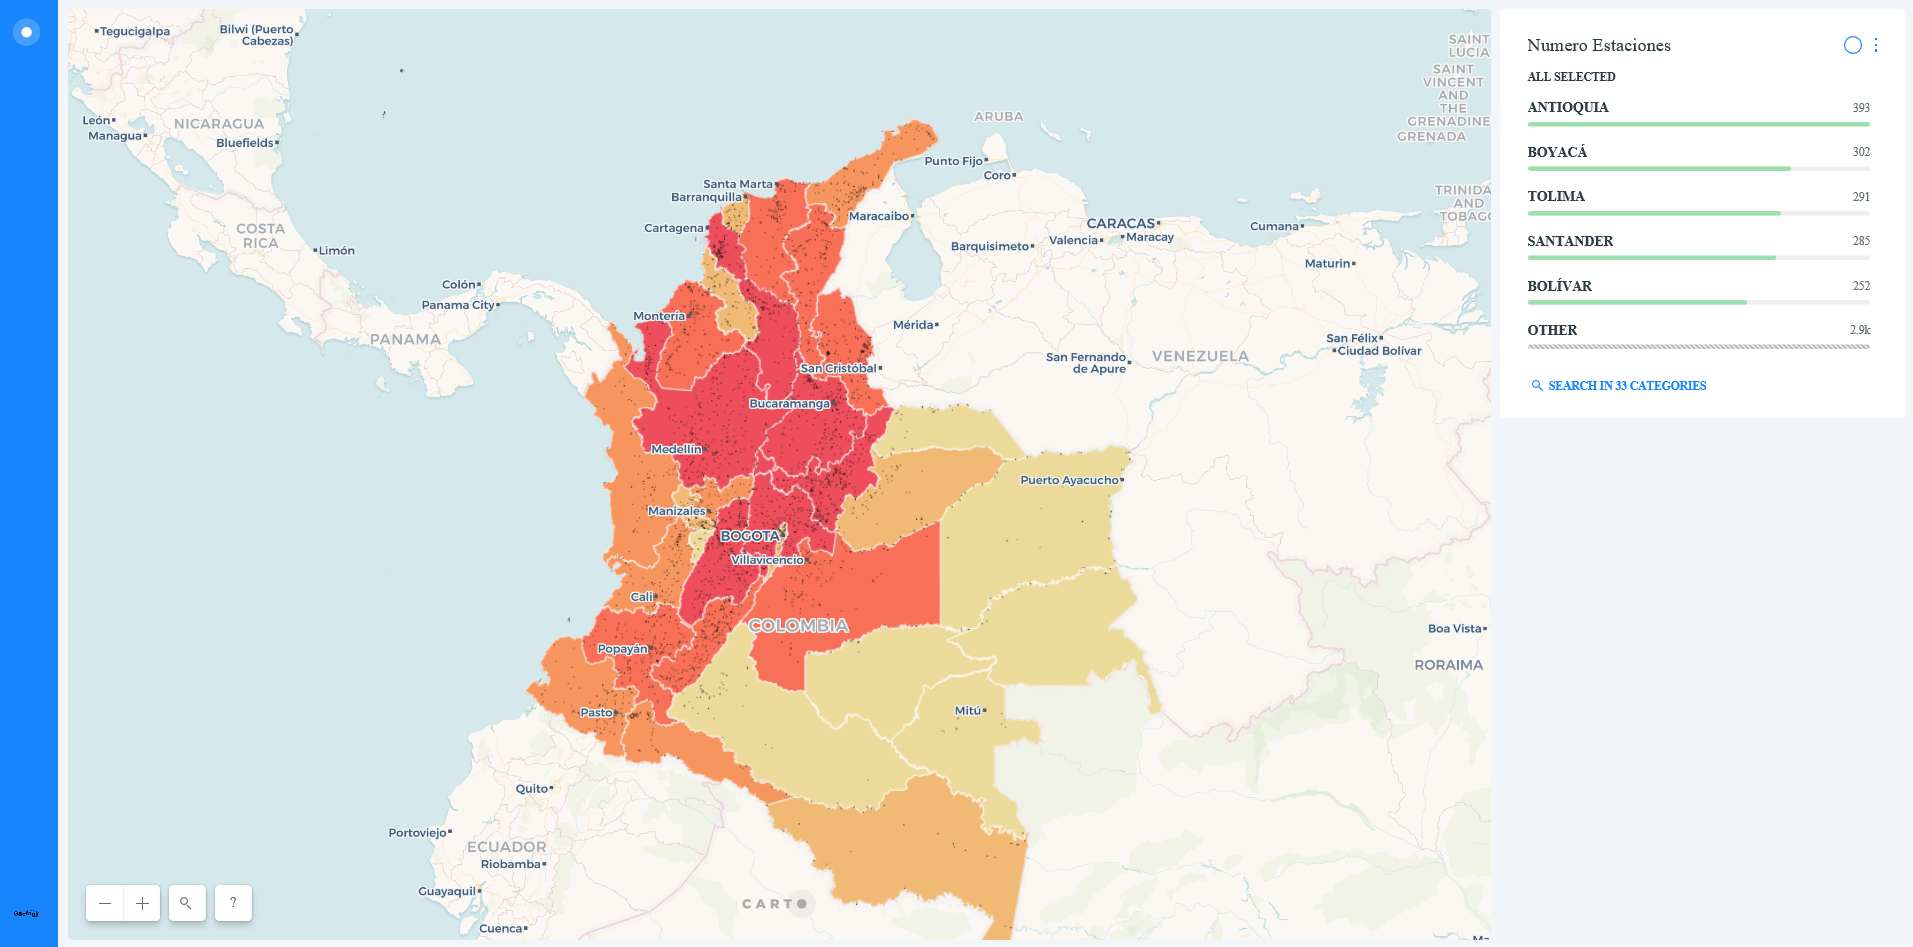 Tegucigalpa
Bilwi (Puerto
Cabezas)
SAINT
LUCIA
SAINT
VINCENT
AND
THE
GRENADINE
GRENADA
León
Managua
NICARAGUA
Bluefields
ARUBA
Punto Fijo
Coro
Santa Marta
Barranquilla
Maracaibo
Cartagena
CARACAS
Valencia
Maracay
Barquisimeto
Cumana
Maturin
TRINIDA
AND
TOBAGO
COSTA
RICA
Limón
Colón
Panama City
PANAMA
Montería
Mérida
San Cristóbal
San Fernando
de Apure
VENEZUELA
San Félix
Ciudad Bolívar
Bucaramanga
Medellín
Puerto Ayacucho
Manizales
BOGOTA
Villavicencio
Cali
COLOMBIA
Popayán
Boa Vista
RORAIMA
Pasto
Mitú
Quito
Portoviejo
ECUADOR
Riobamba
Guayaquil
Cuenca
CARTO
Ma
?
Numero Estaciones
ALL SELECTED
ANTIOQUIA 393
BOYACÁ 302
TOLIMA 291
SANTANDER 285
BOLÍVAR 252
OTHER 2.9k
SEARCH IN 33 CATEGORIES